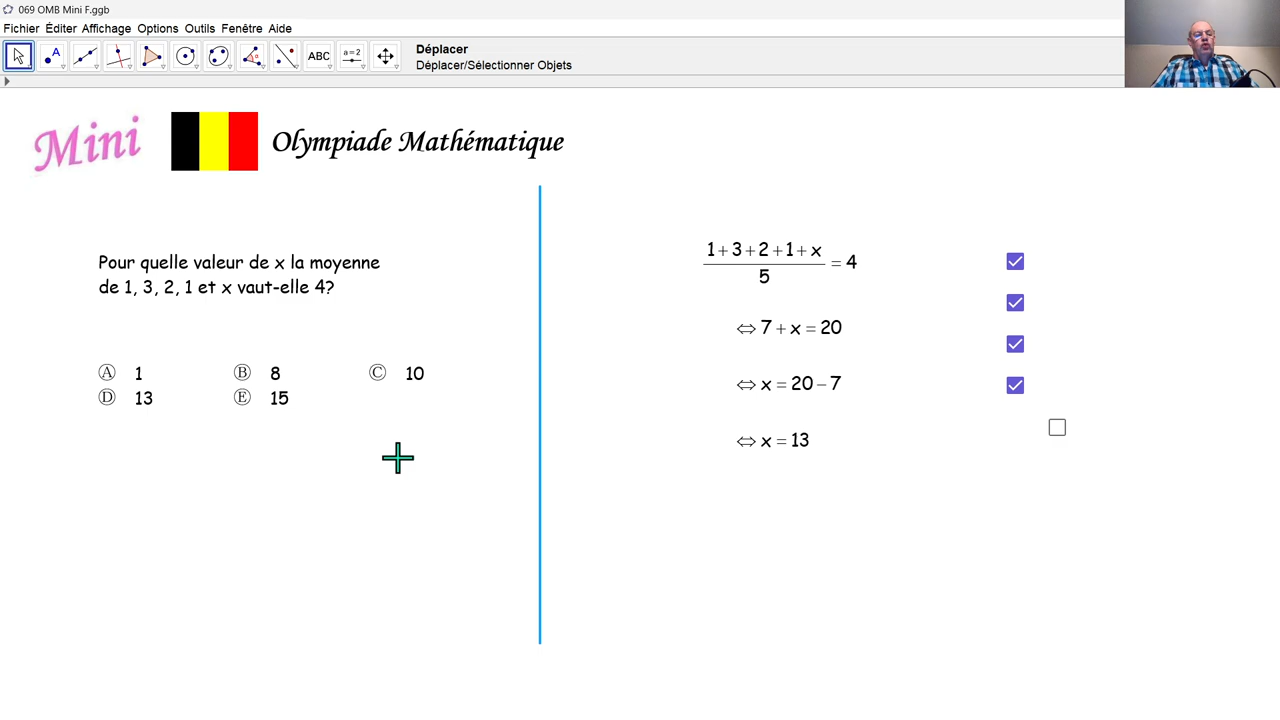 069 OMB Mini F.ggb
Fichier Éditer Affichage Options Outils Fenêtre Aide
A ABC a=2 Déplacer
Déplacer/Sélectionner Objets
Mini Olympiade Mathématique
Pour quelle valeur de x la moyenne
de 1, 3, 2, 1 et x vaut-elle 4?
Ⓐ 1 Ⓑ 8 Ⓒ 10
Ⓓ 13 Ⓔ 15
1+3+2+1+x
5 = 4
⇔ 7 + x = 20
⇔ x = 20 – 7
⇔ x = 13